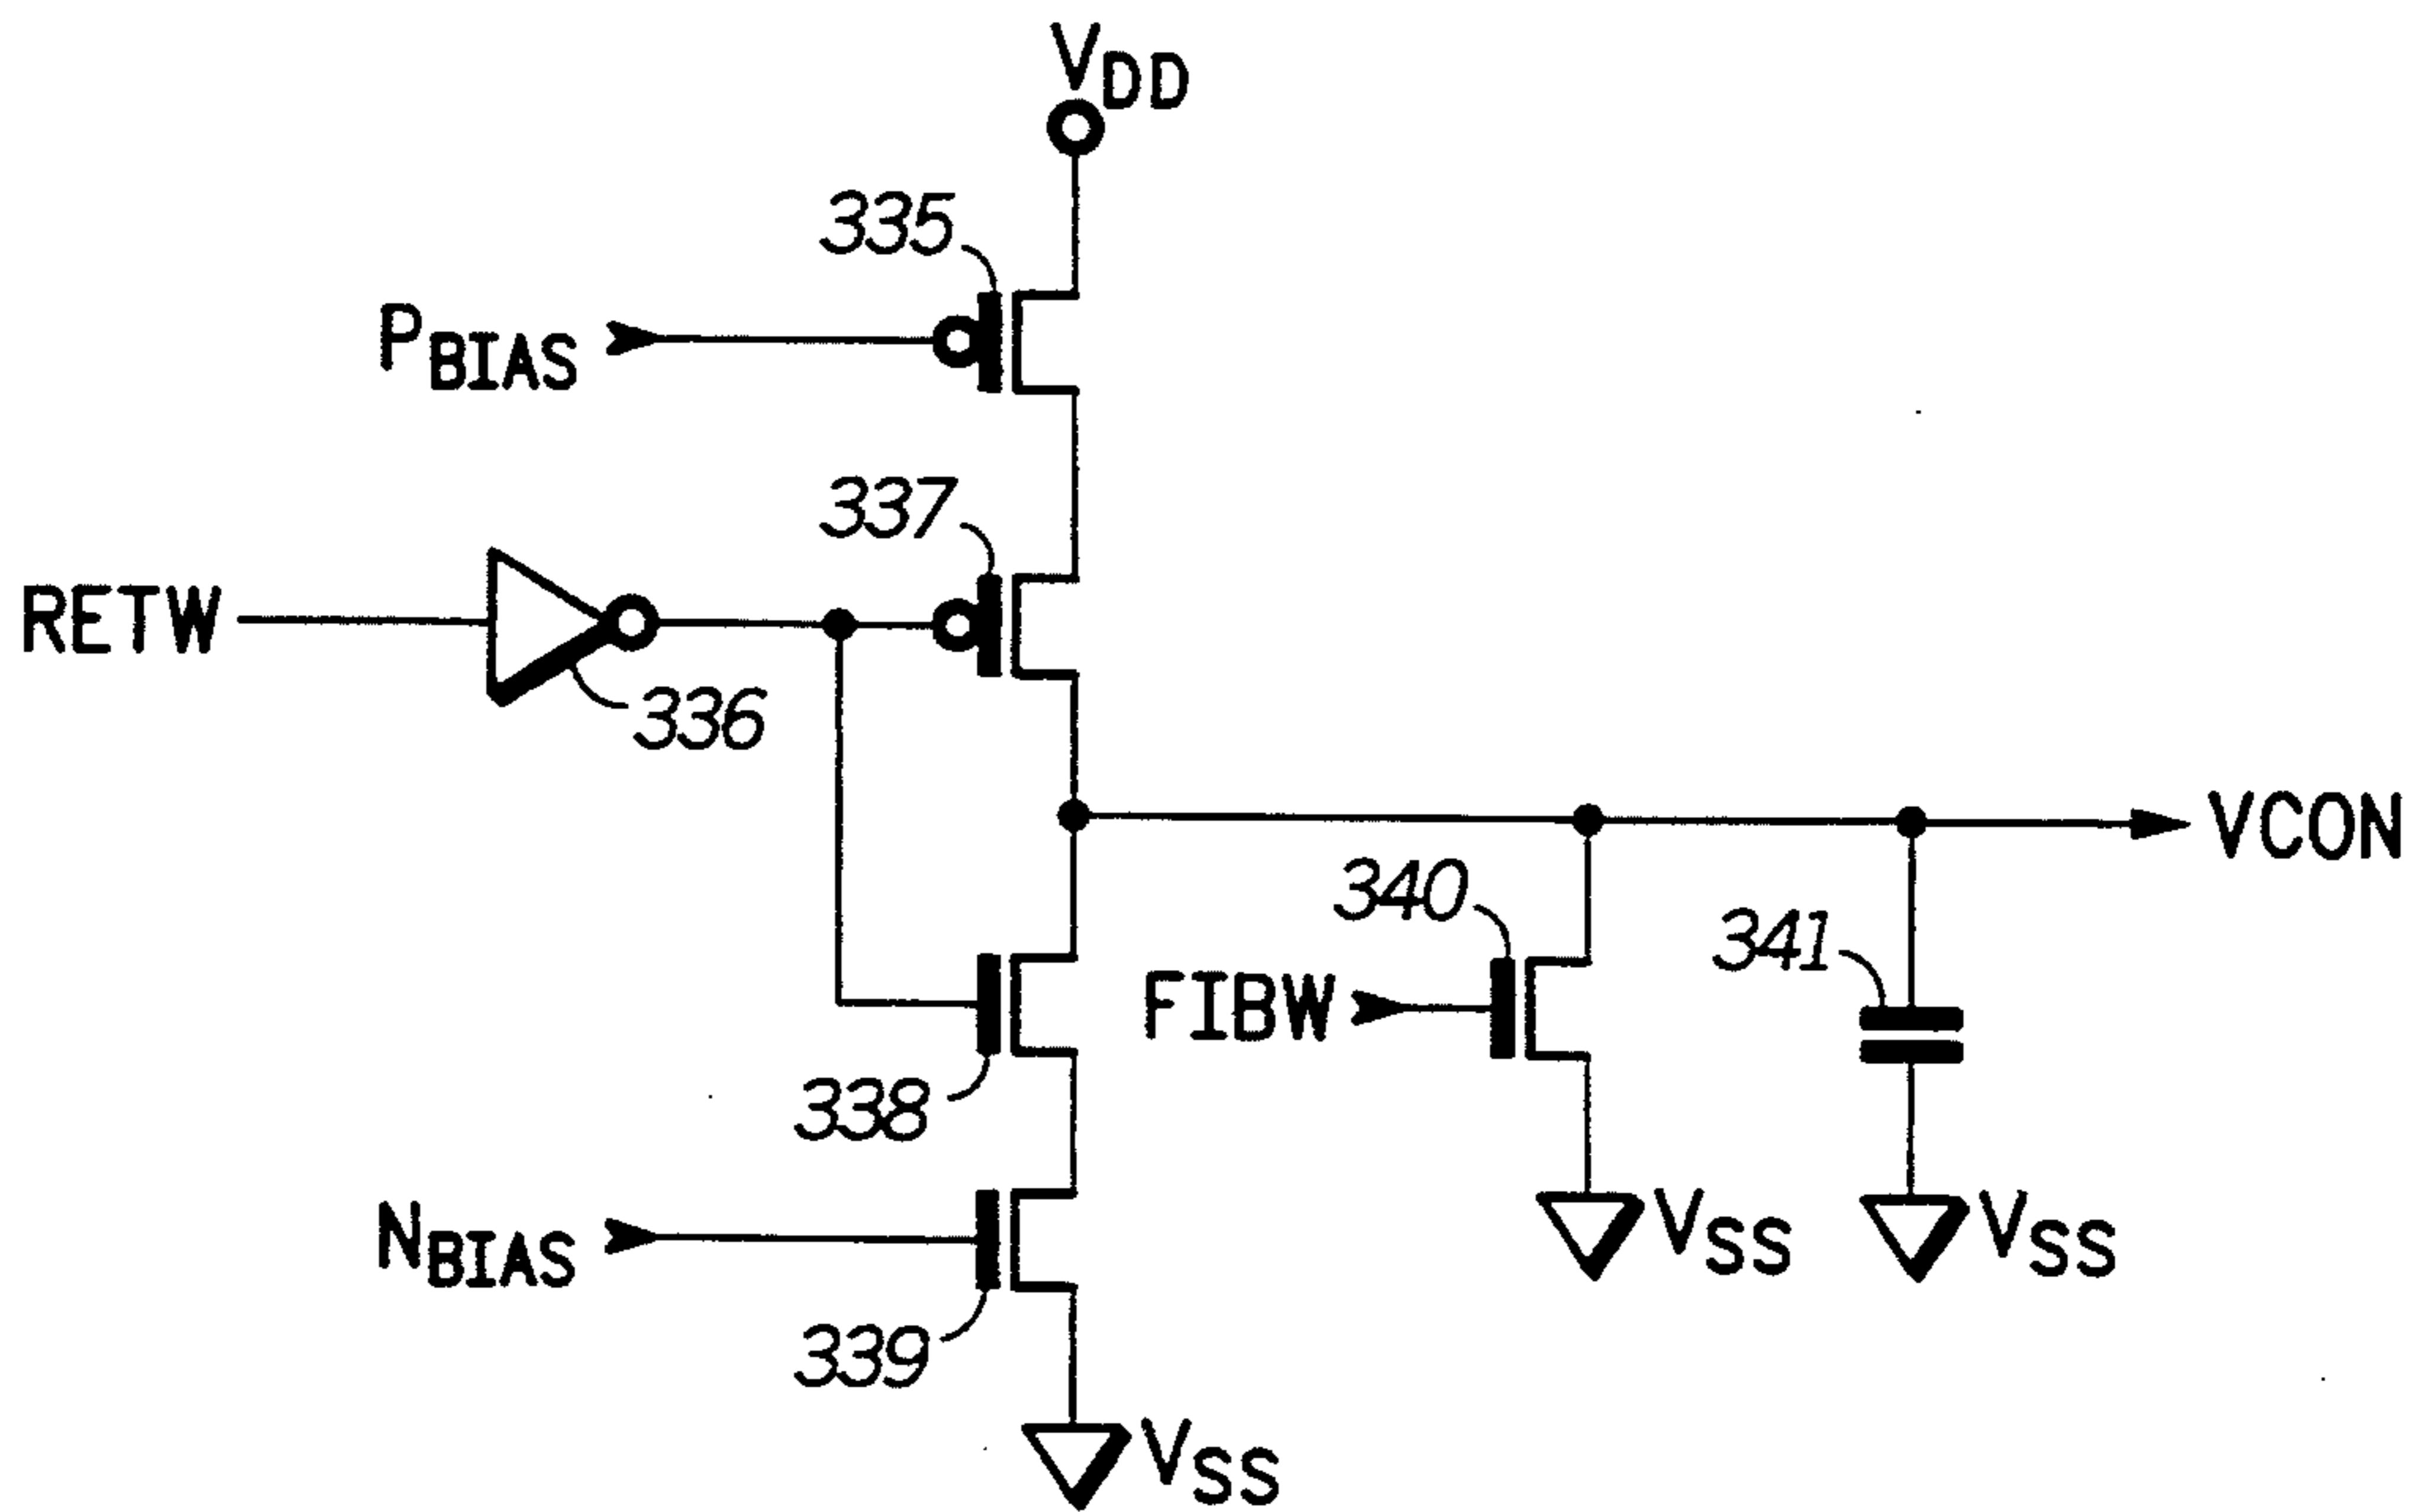 VDD
335
PBIAS
337
RETW
336
VCON
340
341
FIBW
338
NBIAS
VSS
VSS
339
VSS